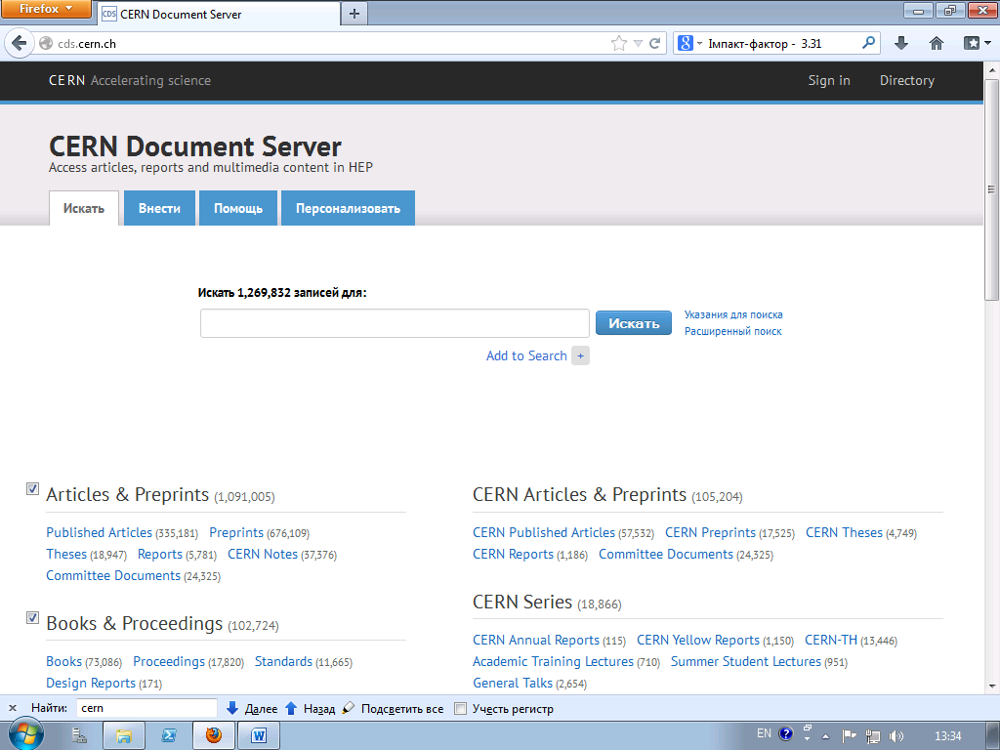 Firefox
CDS CERN Document Server
cds.cern.ch
Імпакт-фактор - 3.31
CERN Accelerating science
Sign in
Directory
CERN Document Server
Access articles, reports and multimedia content in HEP
Искать
Внести
Помощь
Персонализовать
Искать 1,269,832 записей для:
Искать
Указания для поиска
Расширенный поиск
Add to Search +
Articles & Preprints (1,091,005)
Published Articles (335,181) Preprints (676,109)
Theses (18,947) Reports (5,781) CERN Notes (37,376)
Committee Documents (24,325)
Books & Proceedings (102,724)
Books (73,086) Proceedings (17,820) Standards (11,665)
Design Reports (171)
CERN Articles & Preprints (105,204)
CERN Published Articles (57,532) CERN Preprints (17,525) CERN Theses (4,749)
CERN Reports (1,186) Committee Documents (24,325)
CERN Series (18,866)
CERN Annual Reports (115) CERN Yellow Reports (1,150) CERN-TH (13,446)
Academic Training Lectures (710) Summer Student Lectures (951)
General Talks (2,654)
× Найти: cern Далее Назад Подсветить все Учесть регистр
EN
13:34